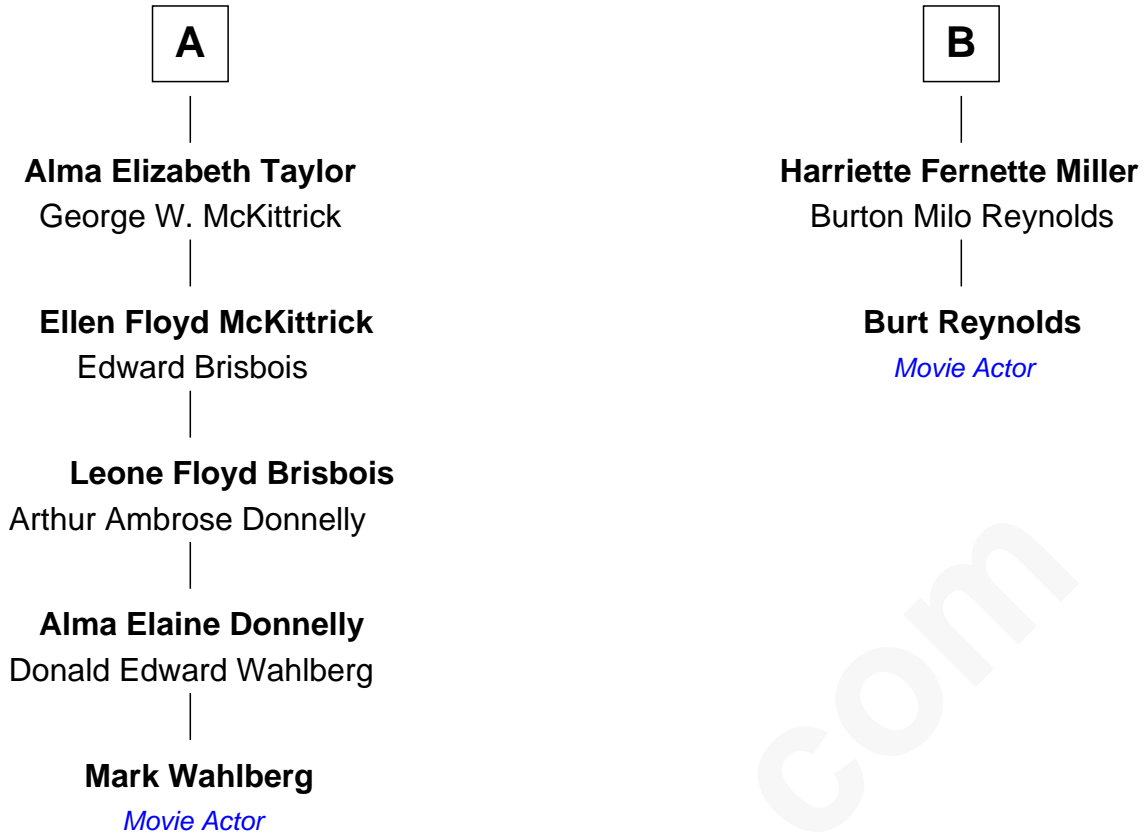 A
Alma Elizabeth Taylor
George W. McKittrick
Ellen Floyd McKittrick
Edward Brisbois
Leone Floyd Brisbois
Arthur Ambrose Donnelly
Alma Elaine Donnelly
Donald Edward Wahlberg
Mark Wahlberg
Movie Actor
B
Harriette Fernette Miller
Burton Milo Reynolds
Burt Reynolds
Movie Actor
com